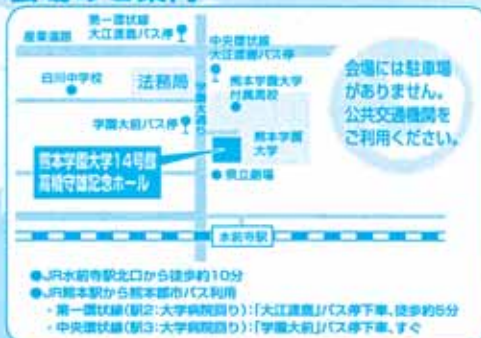 第一環状線
大江渡鹿バス停
産業道路
中央環状線
大江渡鹿バス停
白川中学校
法務局
熊本学園大学
付属高校
学園大通り
学園大前バス停
熊本学園
大学
熊本学園大学14号館
高橋守雄記念ホール
県立劇場
水前寺駅
会場には駐車場
がありません。
公共交通機関を
ご利用ください。
●JR水前寺駅北口から徒歩約10分
●JR熊本駅から熊本都市バス利用
・第一環状線(駅2:大学病院回り):「大江渡鹿」バス停下車、徒歩約5分
・中央環状線(駅3:大学病院回り):「学園大前」バス停下車、すぐ